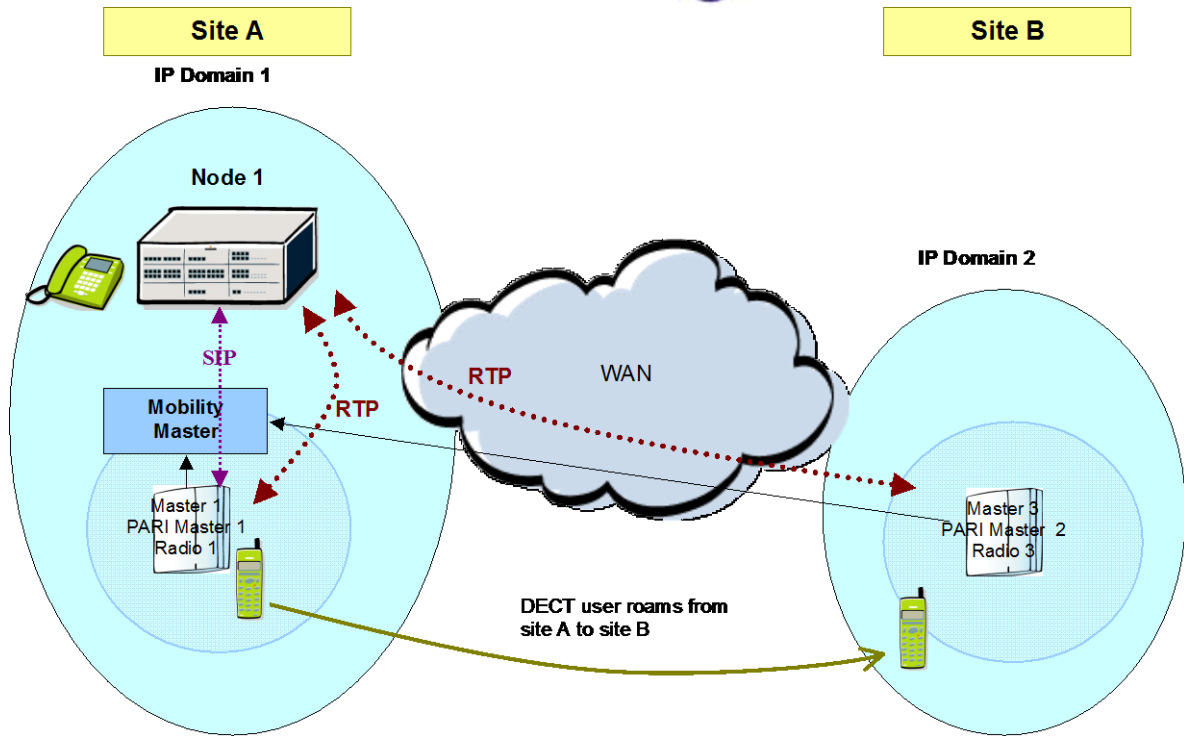 Site A
Site B
IP Domain 1
Node 1
IP Domain 2
SIP
RTP
WAN
RTP
Mobility
Master
Master 1
PARI Master 1
Radio 1
Master 3
PARI Master 2
Radio 3
DECT user roams from
site A to site B